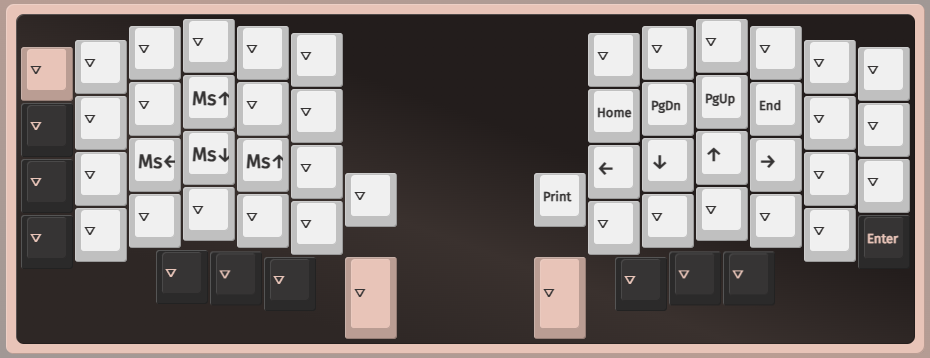 Ms↑
Home
PgDn
PgUp
End
Ms←
Ms↓
Ms↑
←
↓
↑
→
Print
Enter